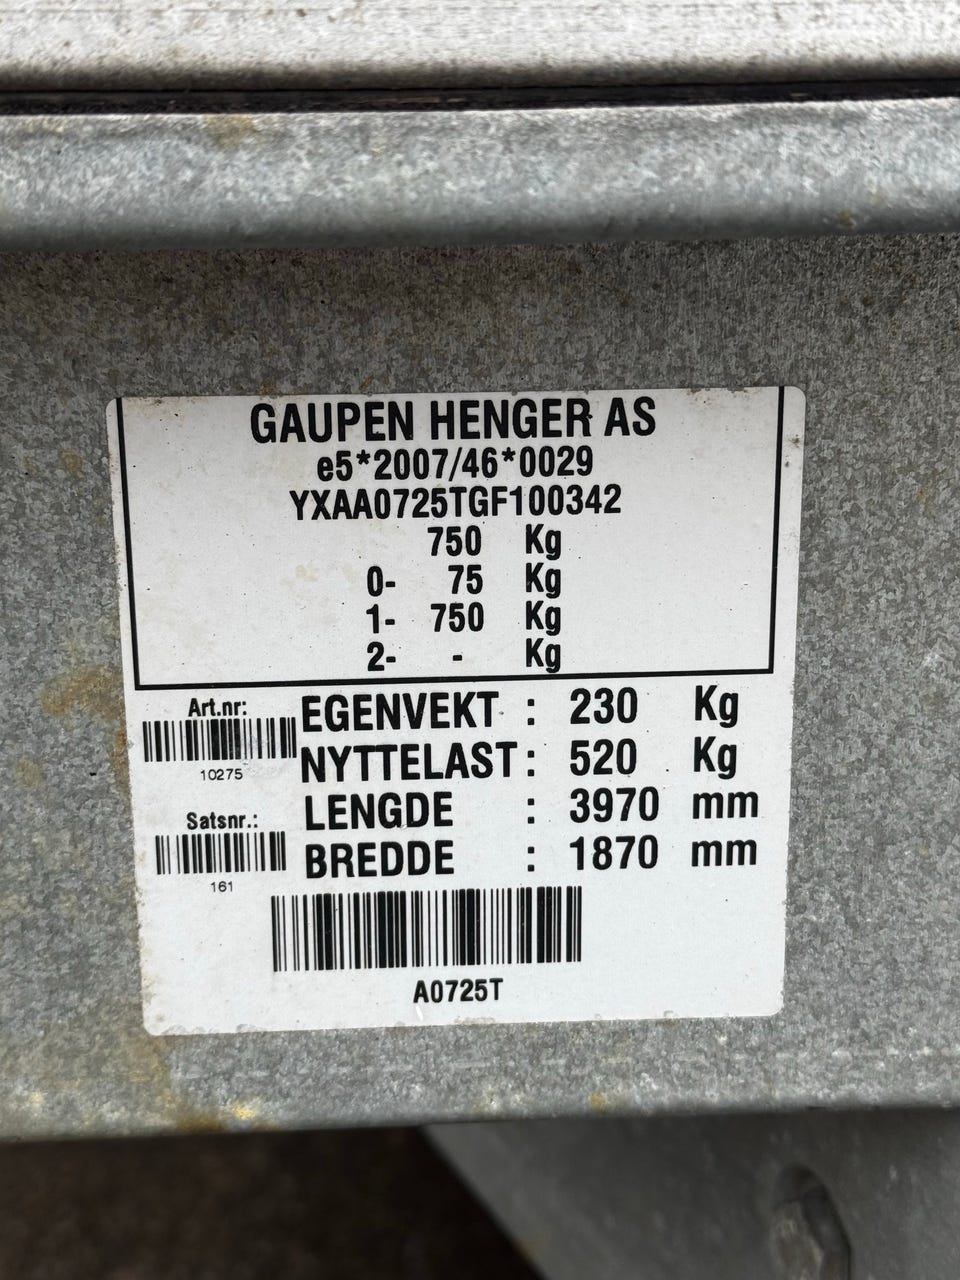 GAUPEN HENGER AS
e5*2007/46*0029
YXAA0725TGF100342
750 Kg
0- 75 Kg
1- 750 Kg
2- - Kg
Art.nr:
10275
EGENVEKT : 230 Kg
NYTTELAST : 520 Kg
Satsnr.:
161
LENGDE : 3970 mm
BREDDE : 1870 mm
A0725T